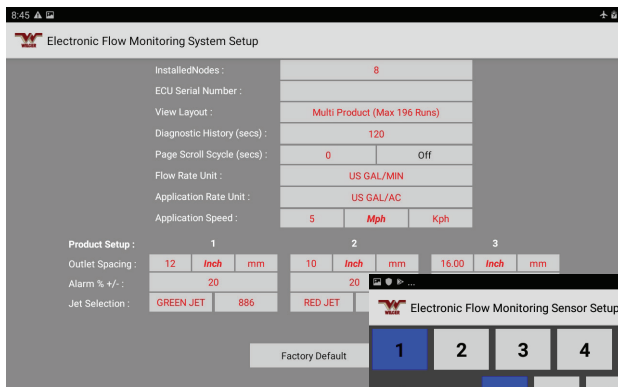 8:45
WILGER Electronic Flow Monitoring System Setup
InstalledNodes : 8
ECU Serial Number :
View Layout : Multi Product (Max 196 Runs)
Diagnostic History (secs) : 120
Page Scroll Scycle (secs) : 0 Off
Flow Rate Unit : US GAL/MIN
Application Rate Unit : US GAL/AC
Application Speed : 5 Mph Kph
Product Setup : 1 2 3
Outlet Spacing : 12 Inch mm 10 Inch mm 16.00 Inch mm
Alarm % +/- : 20 20
Jet Selection : GREEN JET 886 RED JET
Factory Default
...
WILGER Electronic Flow Monitoring Sensor Setup
1 2 3 4